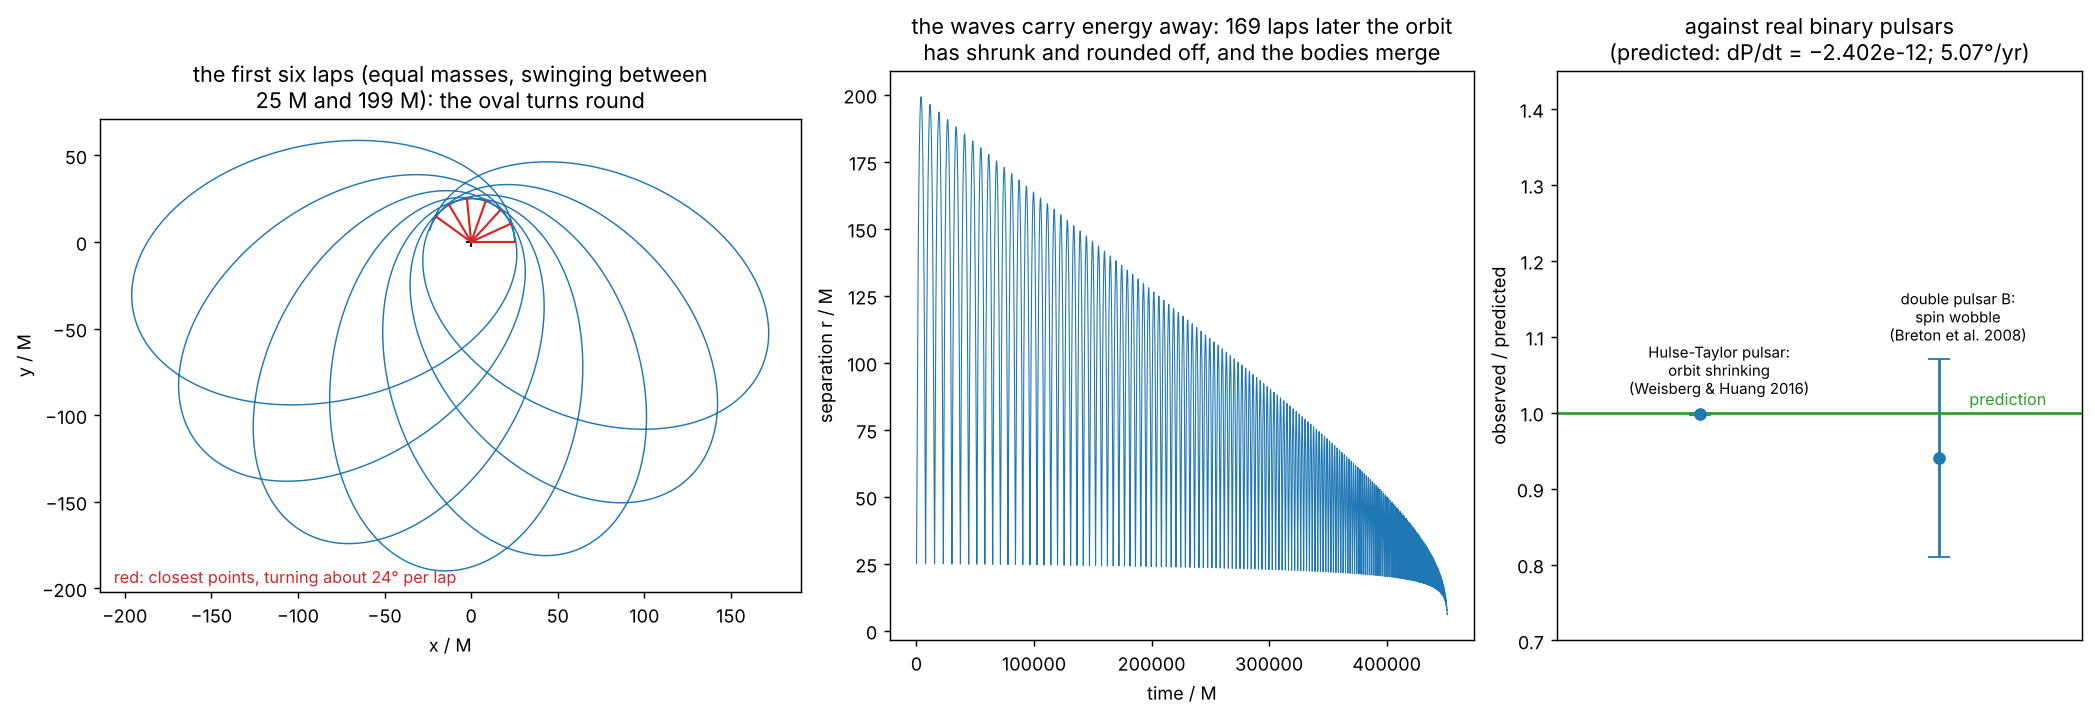 the first six laps (equal masses, swinging between
25 M and 199 M): the oval turns round
50
0
−50
−100
−150
−200
y / M
red: closest points, turning about 24° per lap
−200
−150
−100
−50
0
50
100
150
x / M
the waves carry energy away: 169 laps later the orbit
has shrunk and rounded off, and the bodies merge
200
175
150
125
100
75
50
25
0
separation r / M
0
100000
200000
300000
400000
time / M
against real binary pulsars
(predicted: dP/dt = −2.402e-12; 5.07°/yr)
1.4
1.3
1.2
1.1
1.0
0.9
0.8
0.7
observed / predicted
double pulsar B:
spin wobble
(Breton et al. 2008)
Hulse-Taylor pulsar:
orbit shrinking
(Weisberg & Huang 2016)
prediction